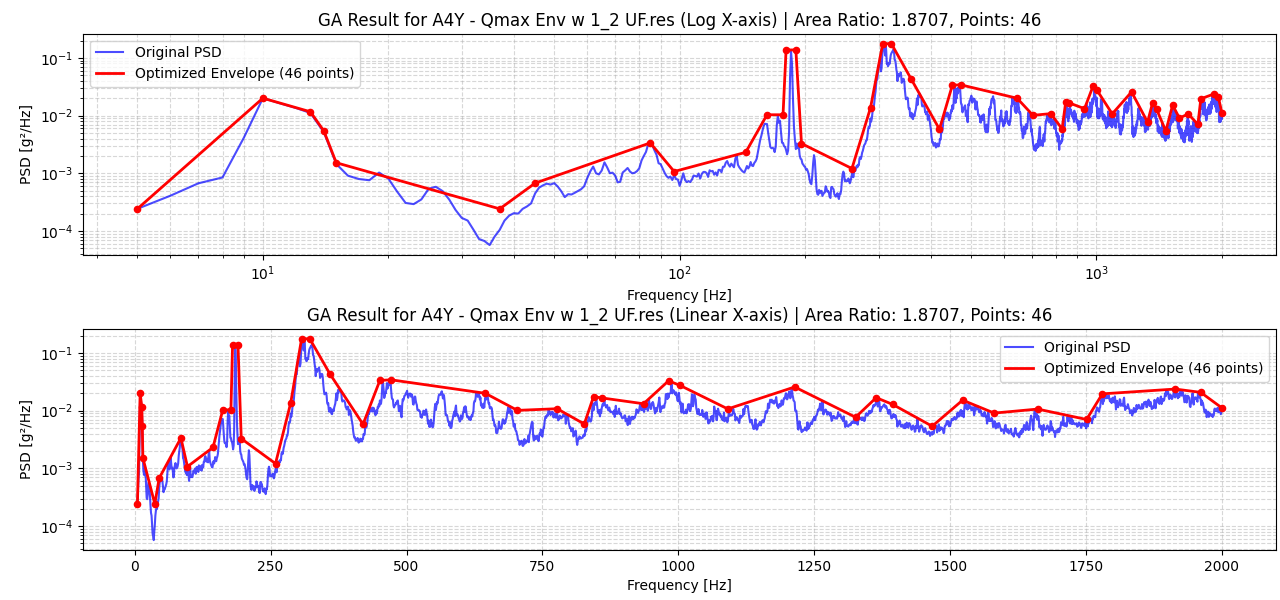 GA Result for A4Y - Qmax Env w 1_2 UF.res (Log X-axis) | Area Ratio: 1.8707, Points: 46
Original PSD
Optimized Envelope (46 points)
PSD [g²/Hz]
10⁻¹
10⁻²
10⁻³
10⁻⁴
10¹ 10² 10³
Frequency [Hz]
GA Result for A4Y - Qmax Env w 1_2 UF.res (Linear X-axis) | Area Ratio: 1.8707, Points: 46
Original PSD
Optimized Envelope (46 points)
PSD [g²/Hz]
10⁻¹
10⁻²
10⁻³
10⁻⁴
0 250 500 750 1000 1250 1500 1750 2000
Frequency [Hz]